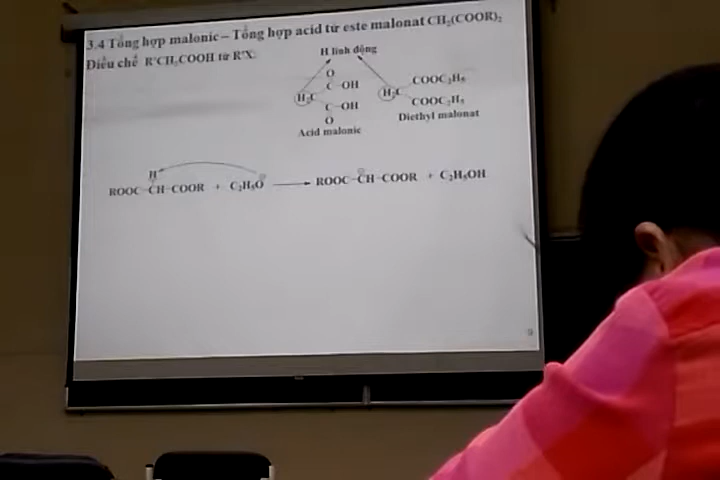 3.4 Tổng hợp malonic – Tổng hợp acid từ este malonat CH₂(COOR)₂
Điều chế R'CH₂COOH từ R'X
H linh động
O
C -OH
H₂C
C -OH
O
Acid malonic
COOC₂H₅
H₂C
COOC₂H₅
Diethyl malonat
H
ROOC -CH -COOR + C₂H₅O ⟶ ROOC -CH -COOR + C₂H₅OH
9